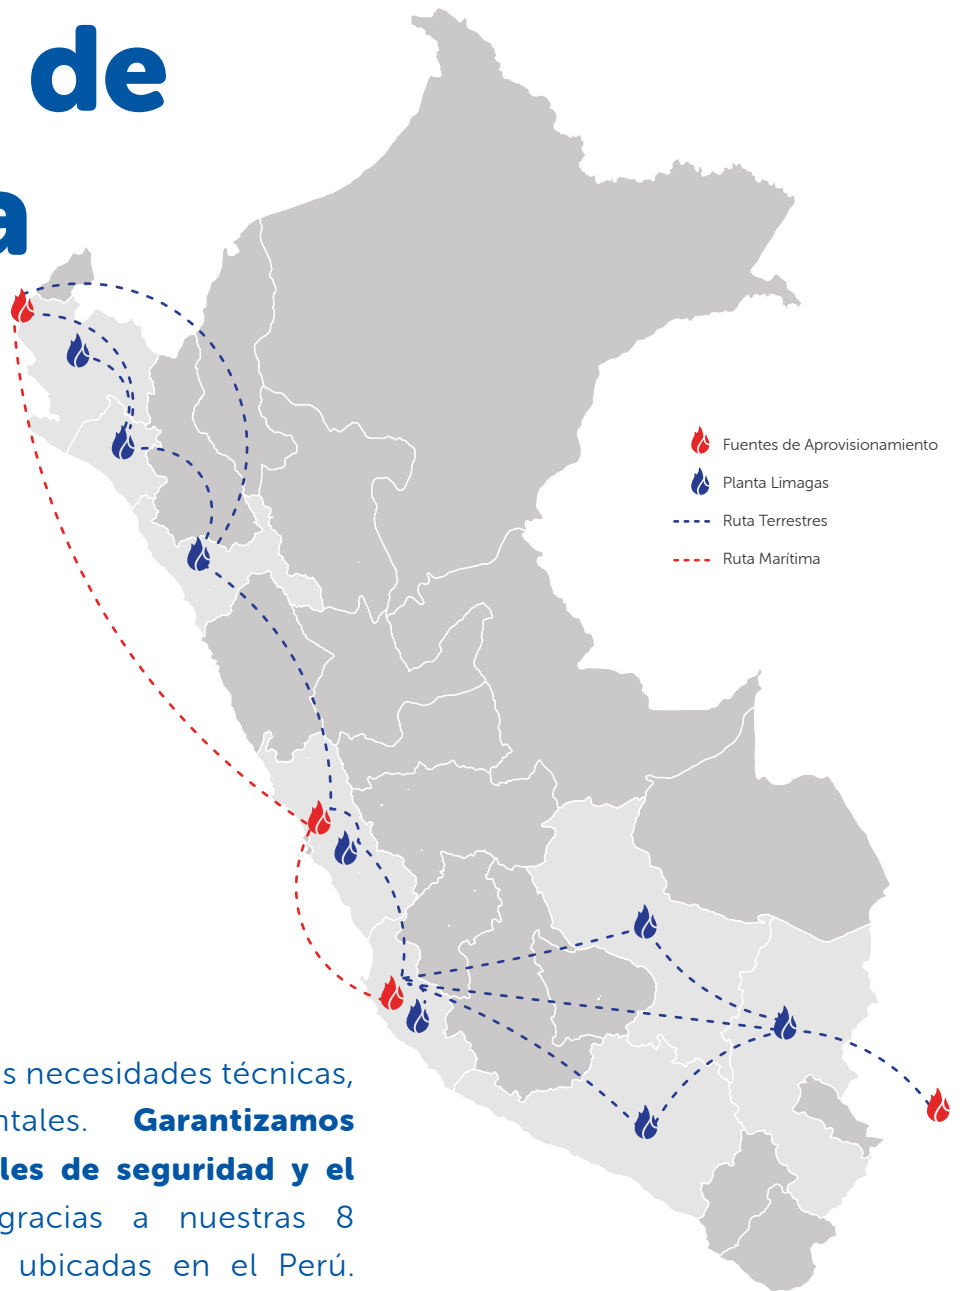 de
a
Fuentes de Aprovisionamiento
Planta Limagas
Ruta Terrestres
Ruta Marítima
s necesidades técnicas,
ntales. Garantizamos
les de seguridad y el
gracias a nuestras 8
ubicadas en el Perú.